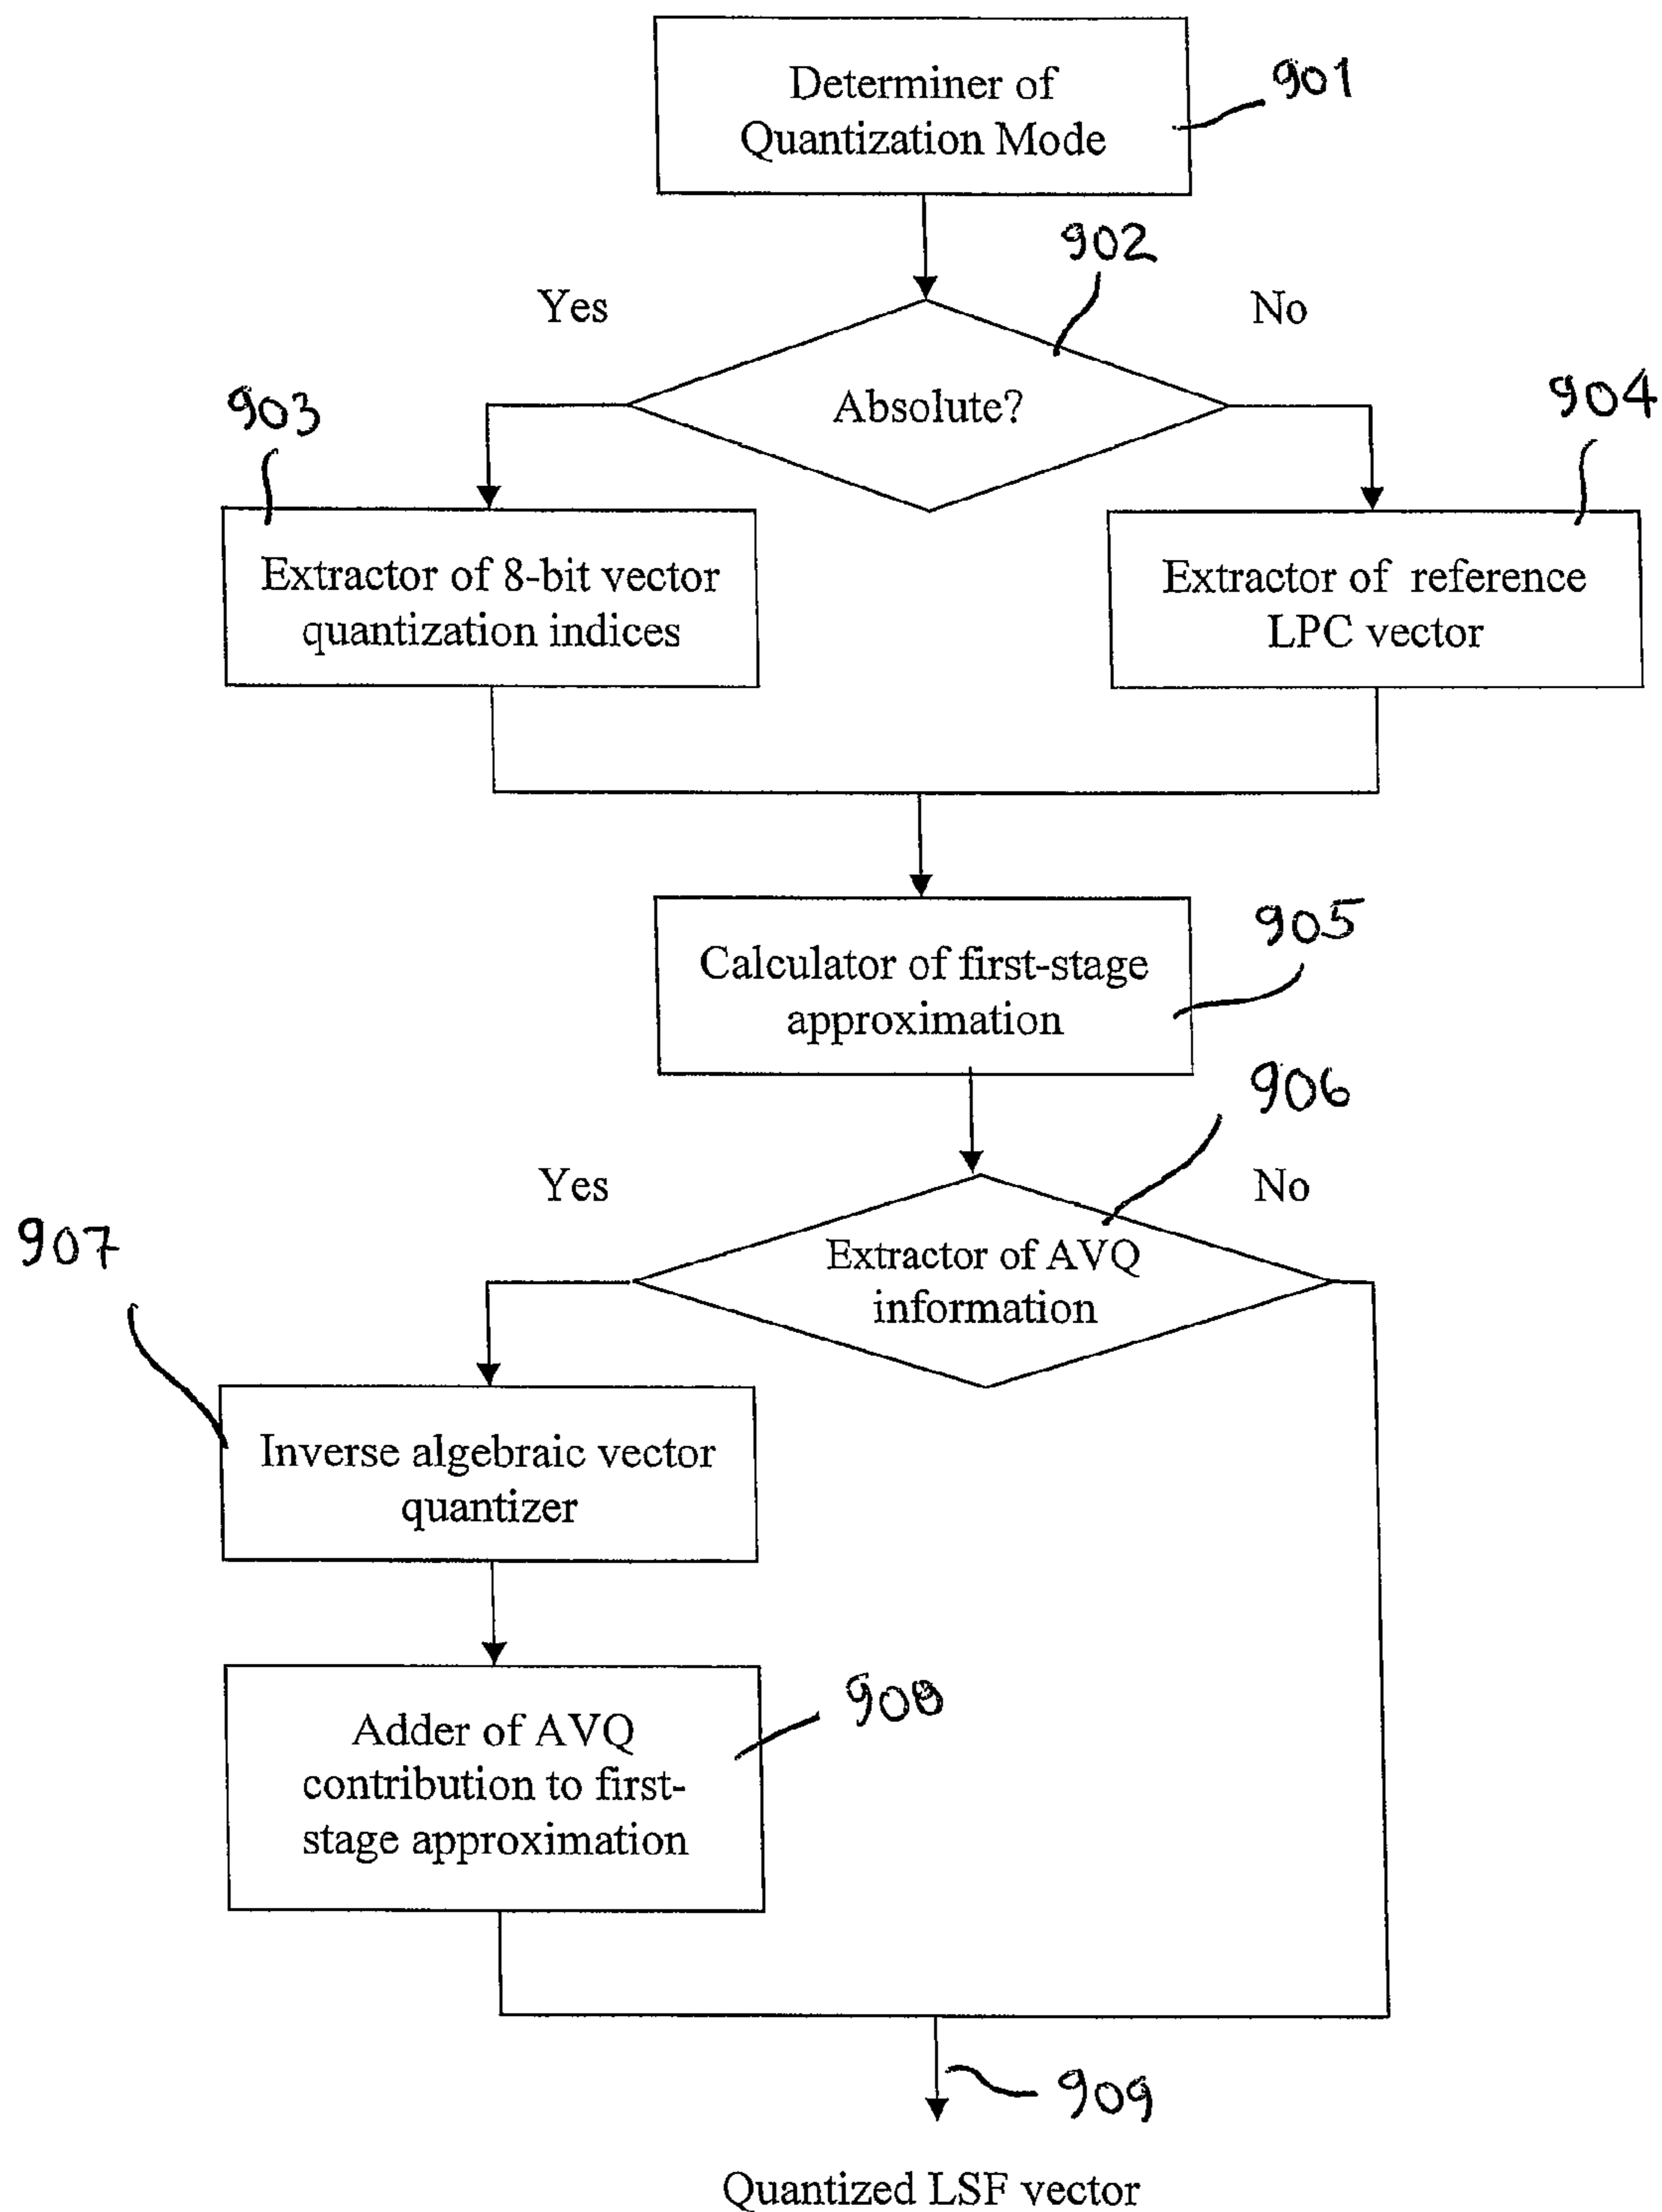 Determiner of
Quantization Mode
901
902
Yes
No
Absolute?
903
904
Extractor of 8-bit vector
quantization indices
Extractor of reference
LPC vector
Calculator of first-stage
approximation
905
906
Yes
No
Extractor of AVQ
information
907
Inverse algebraic vector
quantizer
Adder of AVQ
contribution to first-
stage approximation
908
909
Quantized LSF vector